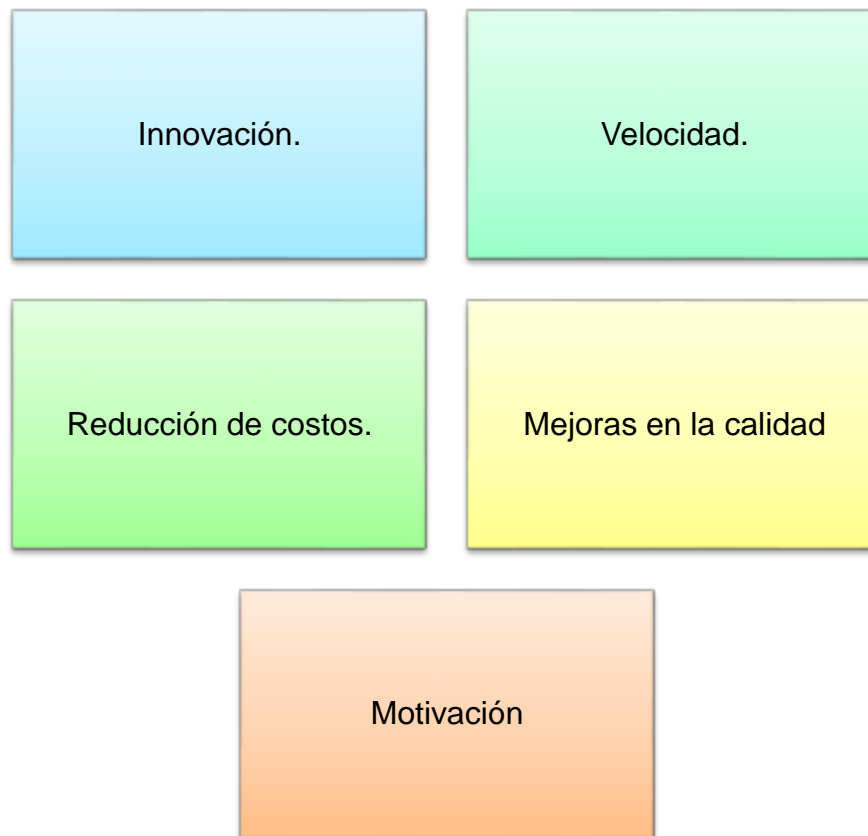 Innovación.
Velocidad.
Reducción de costos.
Mejoras en la calidad
Motivación